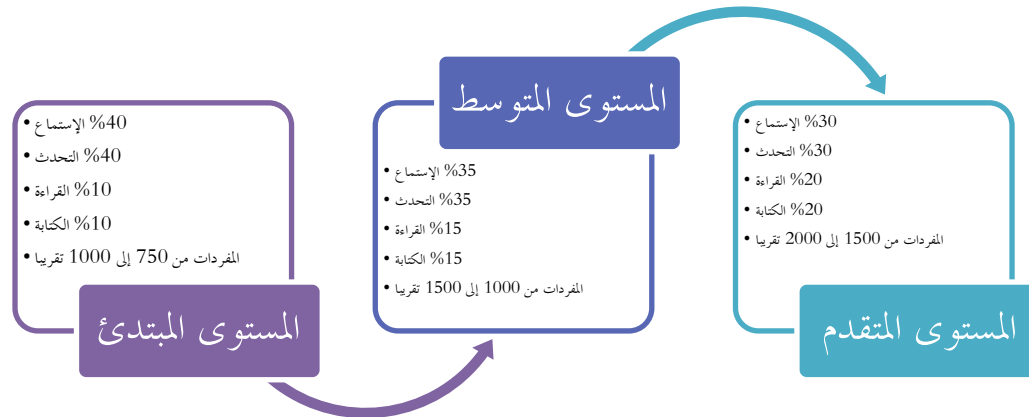 %40 الإستماع
%40 التحدث
%10 القراءة
%10 الكتابة
المفردات من 750 إلى 1000 تقريبا
المستوى المبتدئ
المستوى المتوسط
%35 الإستماع
%35 التحدث
%15 القراءة
%15 الكتابة
المفردات من 1000 إلى 1500 تقريبا
%30 الإستماع
%30 التحدث
%20 القراءة
%20 الكتابة
المفردات من 1500 إلى 2000 تقريبا
المستوى المتقدم